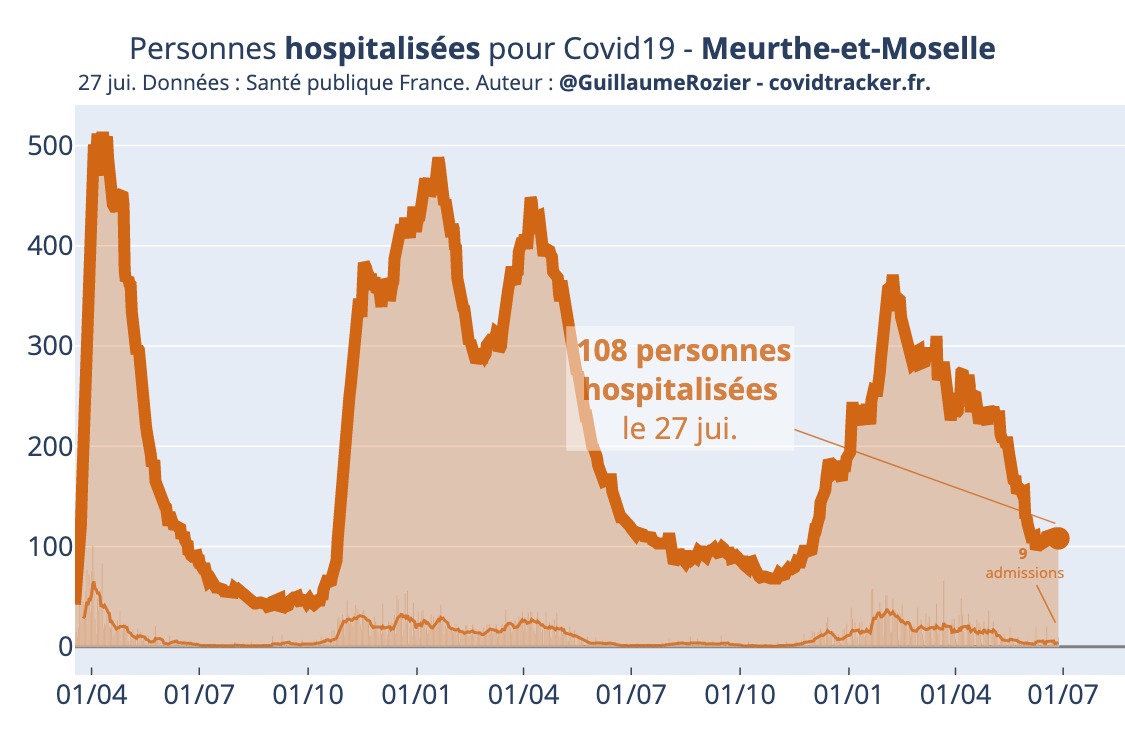 Personnes hospitalisées pour Covid19 - Meurthe-et-Moselle
27 jui. Données : Santé publique France. Auteur : @GuillaumeRozier - covidtracker.fr.
500
400
300
200
100
0
108 personnes
hospitalisées
le 27 jui.
9
admissions
01/04 01/07 01/10 01/01 01/04 01/07 01/10 01/01 01/04 01/07